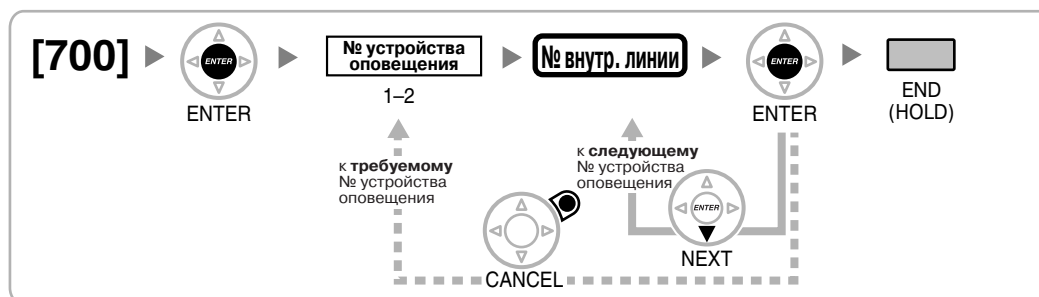 [700]
ENTER
ENTER
№ устройства
оповещения
1–2
№ внутр. линии
ENTER
ENTER
END
(HOLD)
к требуемому
№ устройства
оповещения
CANCEL
к следующему
№ устройства
оповещения
ENTER
NEXT